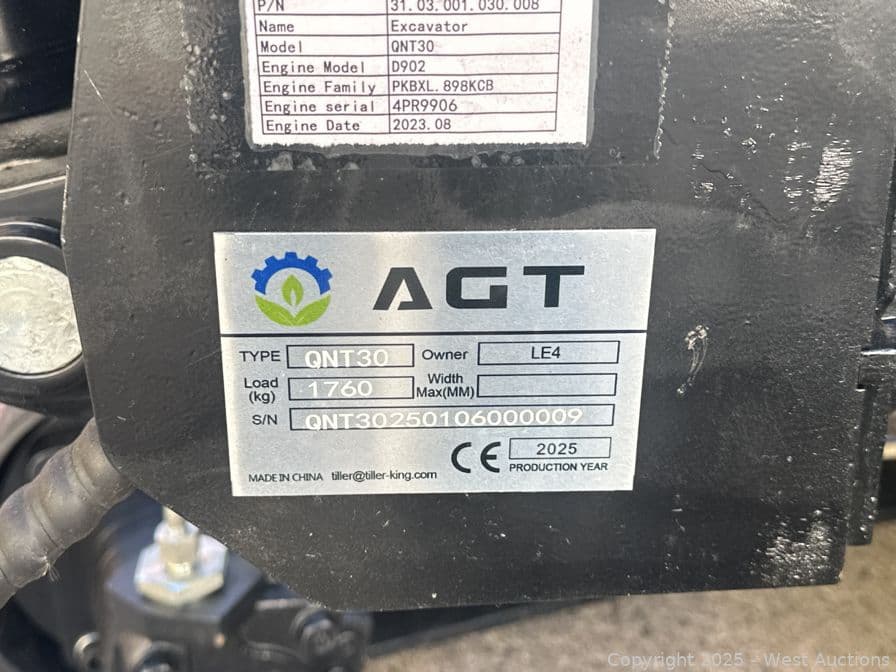 P/N 31.03.001.030.008
Name Excavator
Model QNT30
Engine Model D902
Engine Family PKBXL.898KCB
Engine serial 4PR9906
Engine Date 2023.08
AGT
TYPE QNT30 Owner LE4
Load (kg) 1760 Width Max(MM)
S/N QNT30250106000009
CE 2025
PRODUCTION YEAR
MADE IN CHINA tiller@tiller-king.com
Copyright 2025 - West Auctions